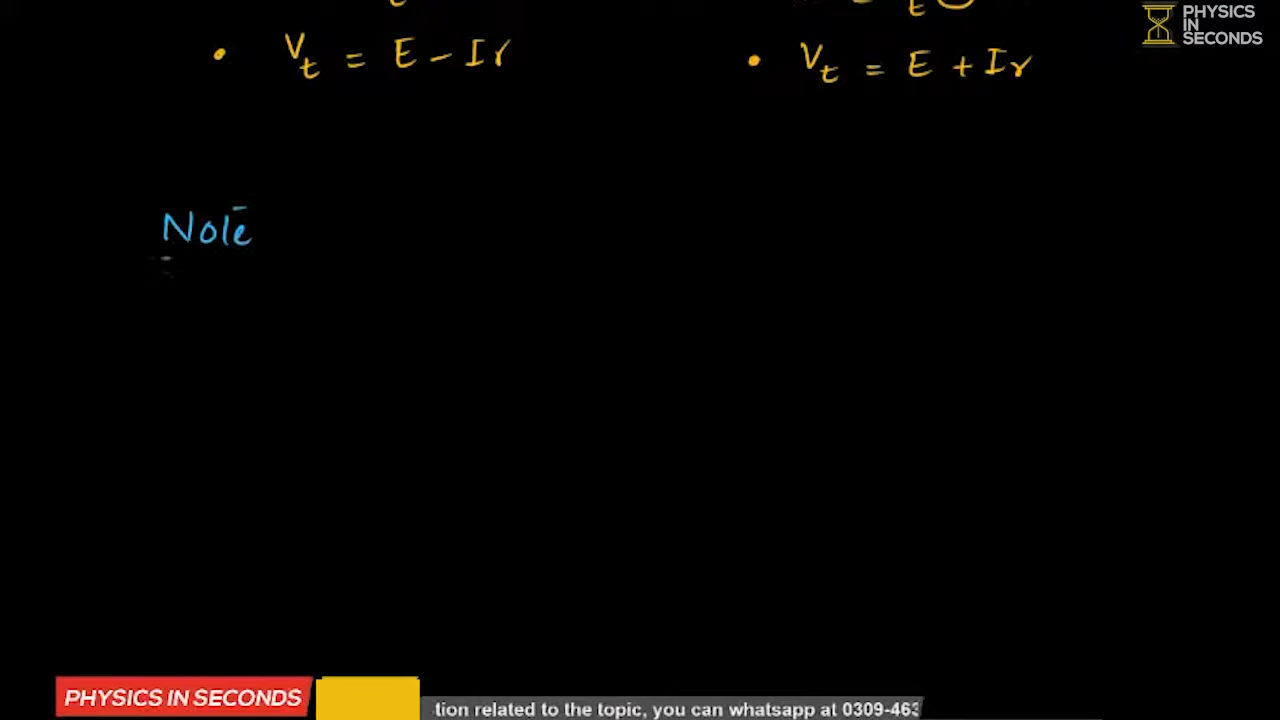 PHYSICS
IN
SECONDS
• Vt = E - Ir
• Vt = E + Ir
Note
PHYSICS IN SECONDS
tion related to the topic, you can whatsapp at 0309-463